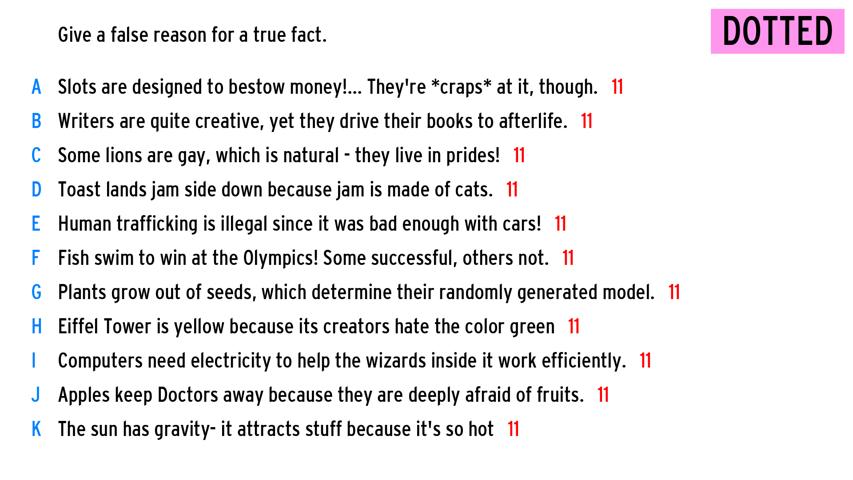 Give a false reason for a true fact.
DOTTED
A Slots are designed to bestow money!... They're *craps* at it, though. 11
B Writers are quite creative, yet they drive their books to afterlife. 11
C Some lions are gay, which is natural - they live in prides! 11
D Toast lands jam side down because jam is made of cats. 11
E Human trafficking is illegal since it was bad enough with cars! 11
F Fish swim to win at the Olympics! Some successful, others not. 11
G Plants grow out of seeds, which determine their randomly generated model. 11
H Eiffel Tower is yellow because its creators hate the color green 11
I Computers need electricity to help the wizards inside it work efficiently. 11
J Apples keep Doctors away because they are deeply afraid of fruits. 11
K The sun has gravity- it attracts stuff because it's so hot 11